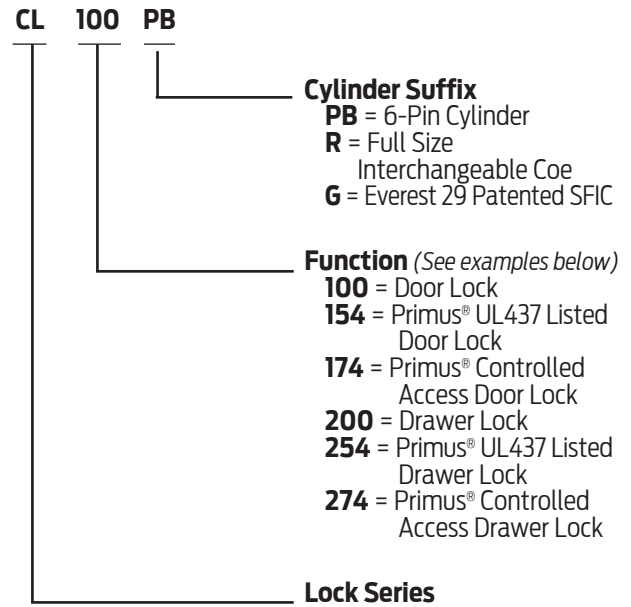 CL 100 PB
Cylinder Suffix
PB = 6-Pin Cylinder
R = Full Size
Interchangeable Coe
G = Everest 29 Patented SFIC
Function (See examples below)
100 = Door Lock
154 = Primus® UL437 Listed
Door Lock
174 = Primus® Controlled
Access Door Lock
200 = Drawer Lock
254 = Primus® UL437 Listed
Drawer Lock
274 = Primus® Controlled
Access Drawer Lock
Lock Series